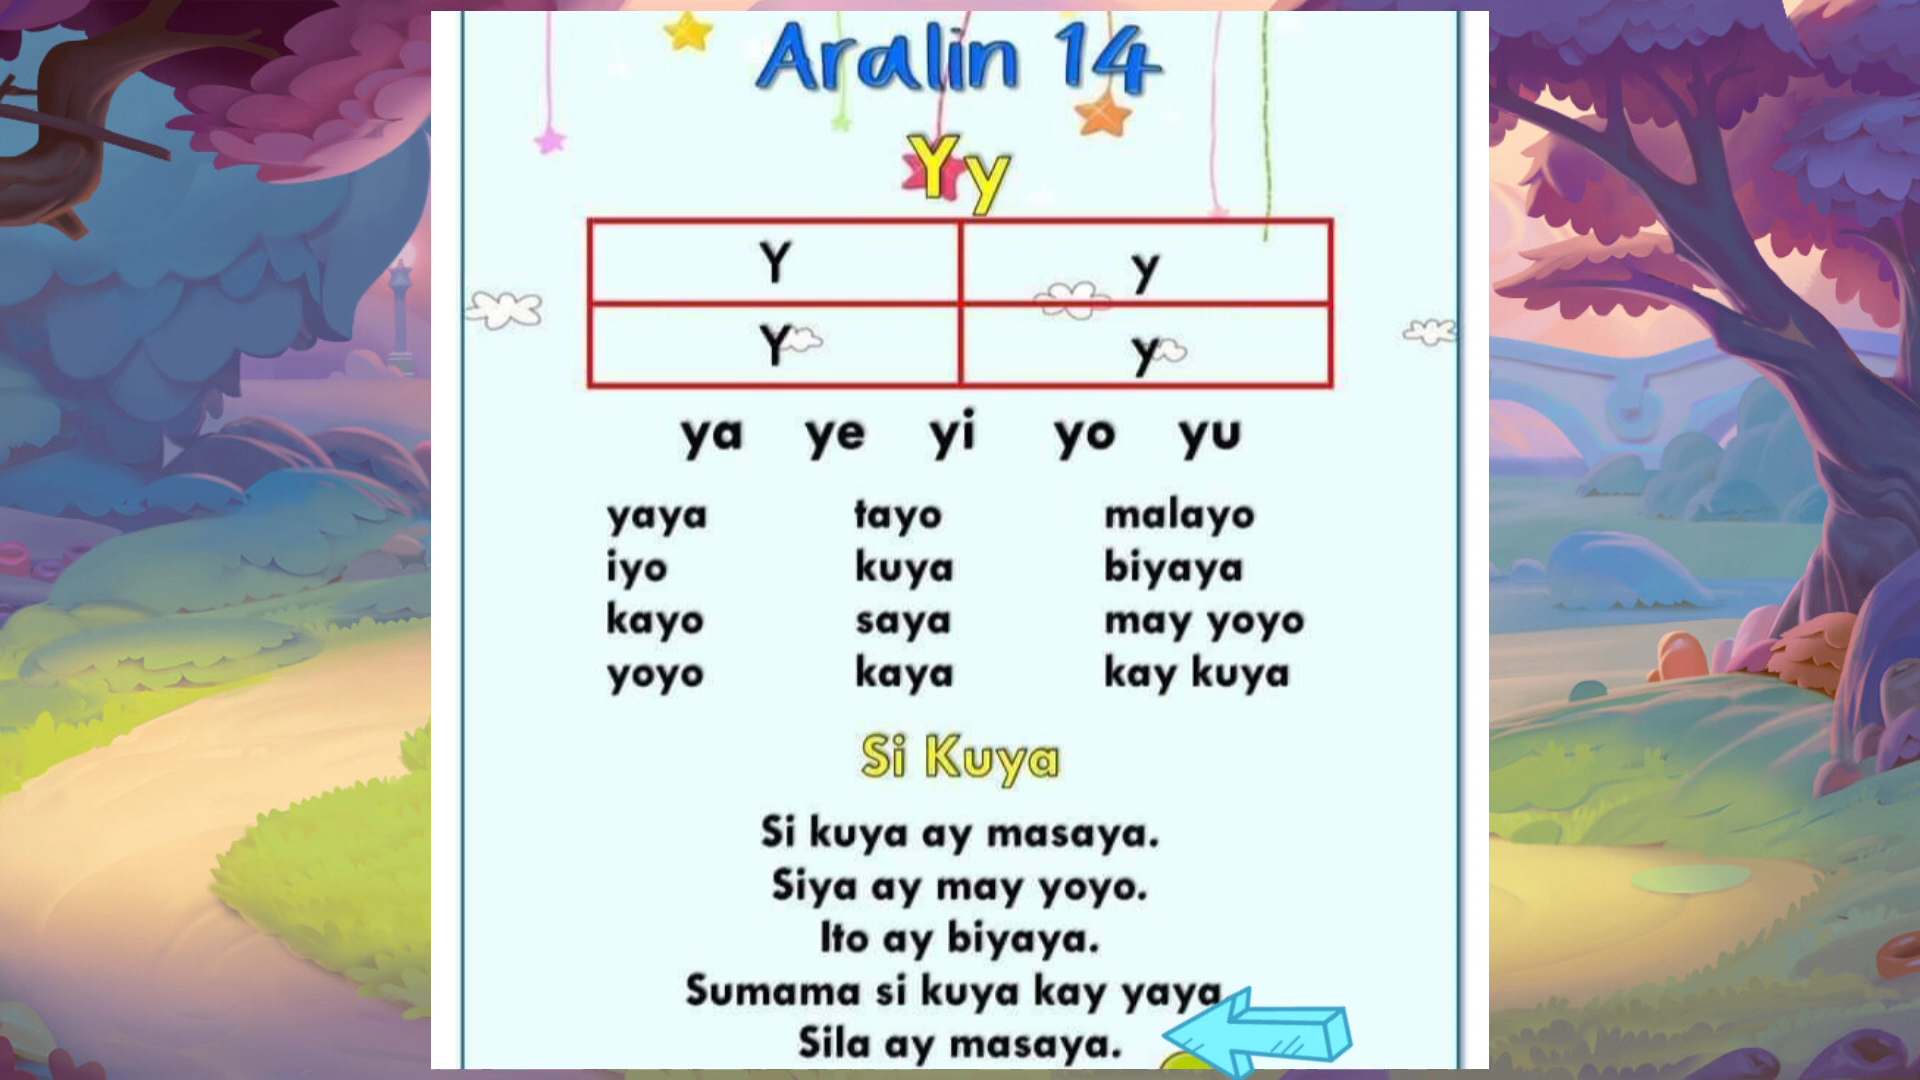 Aralin 14
Yy
Y y
Y y
ya ye yi yo yu
yaya tayo malayo
iyo kuya biyaya
kayo saya may yoyo
yoyo kaya kay kuya
Si Kuya
Si kuya ay masaya.
Siya ay may yoyo.
Ito ay biyaya.
Sumama si kuya kay yaya
Sila ay masaya.